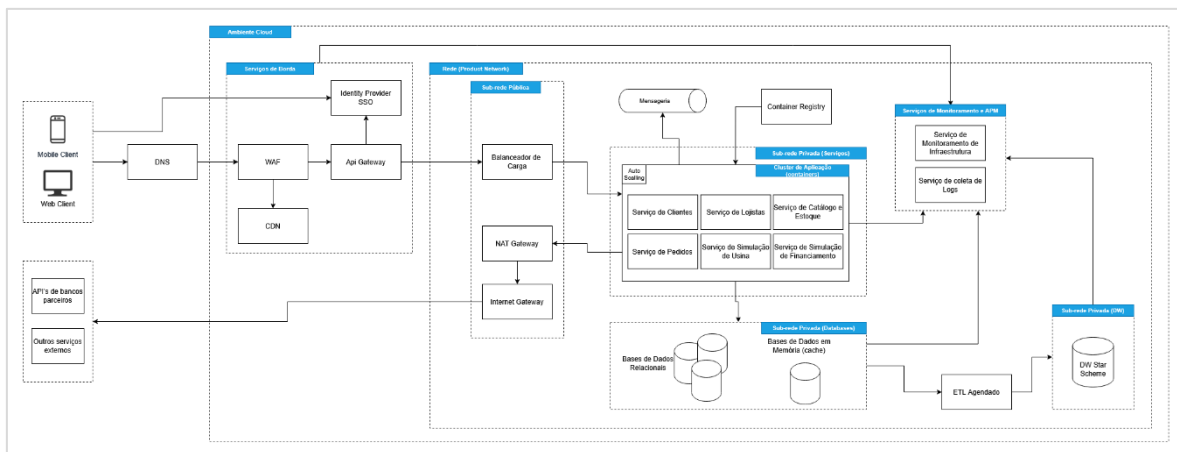 Ambiente Cloud
Serviços de Borda
Identity Provider
SSO
Mobile Client
Web Client
DNS
WAF
Api Gateway
CDN
API's de bancos
parceiros
Outros serviços
externos
Rede (Product Network)
Sub-rede Pública
Balanceador de
Carga
NAT Gateway
Internet Gateway
Mensageria
Container Registry
Sub-rede Privada (Serviços)
Cluster de Aplicação
(containers)
Auto
Scaling
Serviço de Clientes
Serviço de Lojistas
Serviço de Catálogo e
Estoque
Serviço de Pedidos
Serviço de Simulação
de Usina
Serviço de Simulação
de Financiamento
Sub-rede Privada (Databases)
Bases de Dados
Relacionais
Bases de Dados em
Memória (cache)
Serviços de Monitoramento e APM
Serviço de
Monitoramento de
Infraestrutura
Serviço de coleta de
Logs
ETL Agendado
Sub-rede Privada (DW)
DW Star
Scheme